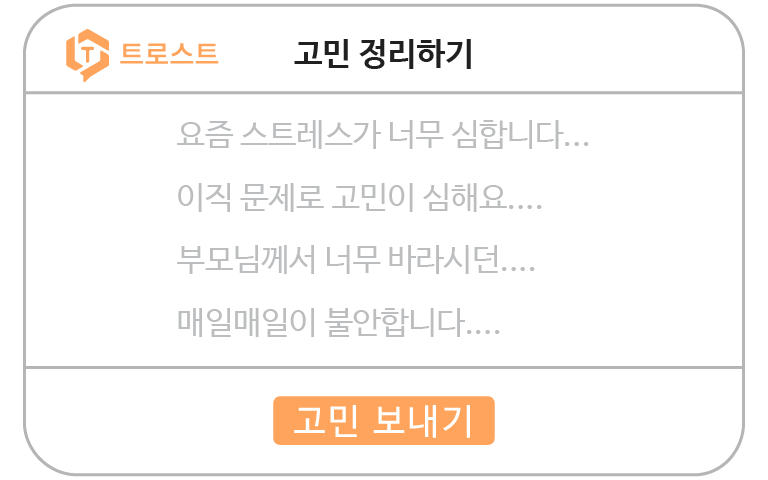 트로스트 고민 정리하기
요즘 스트레스가 너무 심합니다...
이직 문제로 고민이 심해요....
부모님께서 너무 바라시던....
매일매일이 불안합니다....
고민 보내기